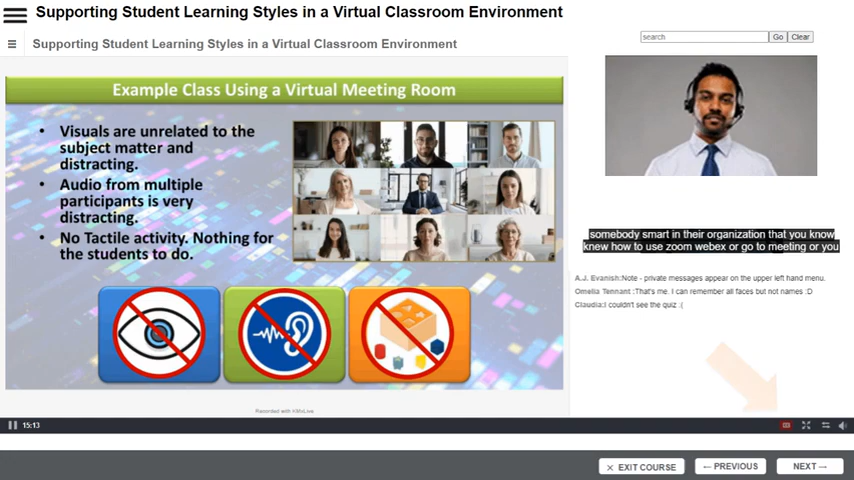 Supporting Student Learning Styles in a Virtual Classroom Environment
Supporting Student Learning Styles in a Virtual Classroom Environment
search Go Clear
Example Class Using a Virtual Meeting Room
• Visuals are unrelated to the
subject matter and
distracting.
• Audio from multiple
participants is very
distracting.
• No Tactile activity. Nothing for
the students to do.
somebody smart in their organization that you know
knew how to use zoom webex or go to meeting or you
A.J. Evanish:Note - private messages appear on the upper left hand menu.
Omelia Tennant :That's me. I can remember all faces but not names :D
Claudia:I couldn't see the quiz :(
Recorded with KMxLive
15:13
× EXIT COURSE
← PREVIOUS
NEXT →